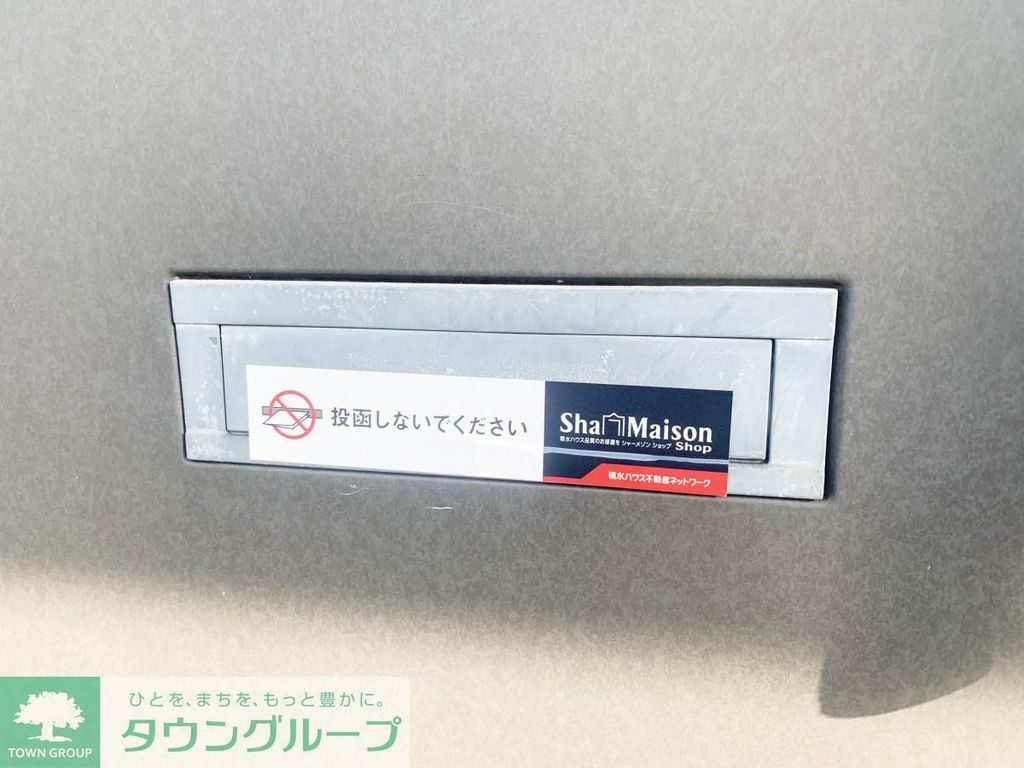 投函しないでください
ShaMaison
積水ハウス品質のお部屋を シャーメゾン ショップ
Shop
積水ハウス不動産ネットワーク
ひとを、まちを、もっと豊かに。
タウングループ
TOWN GROUP